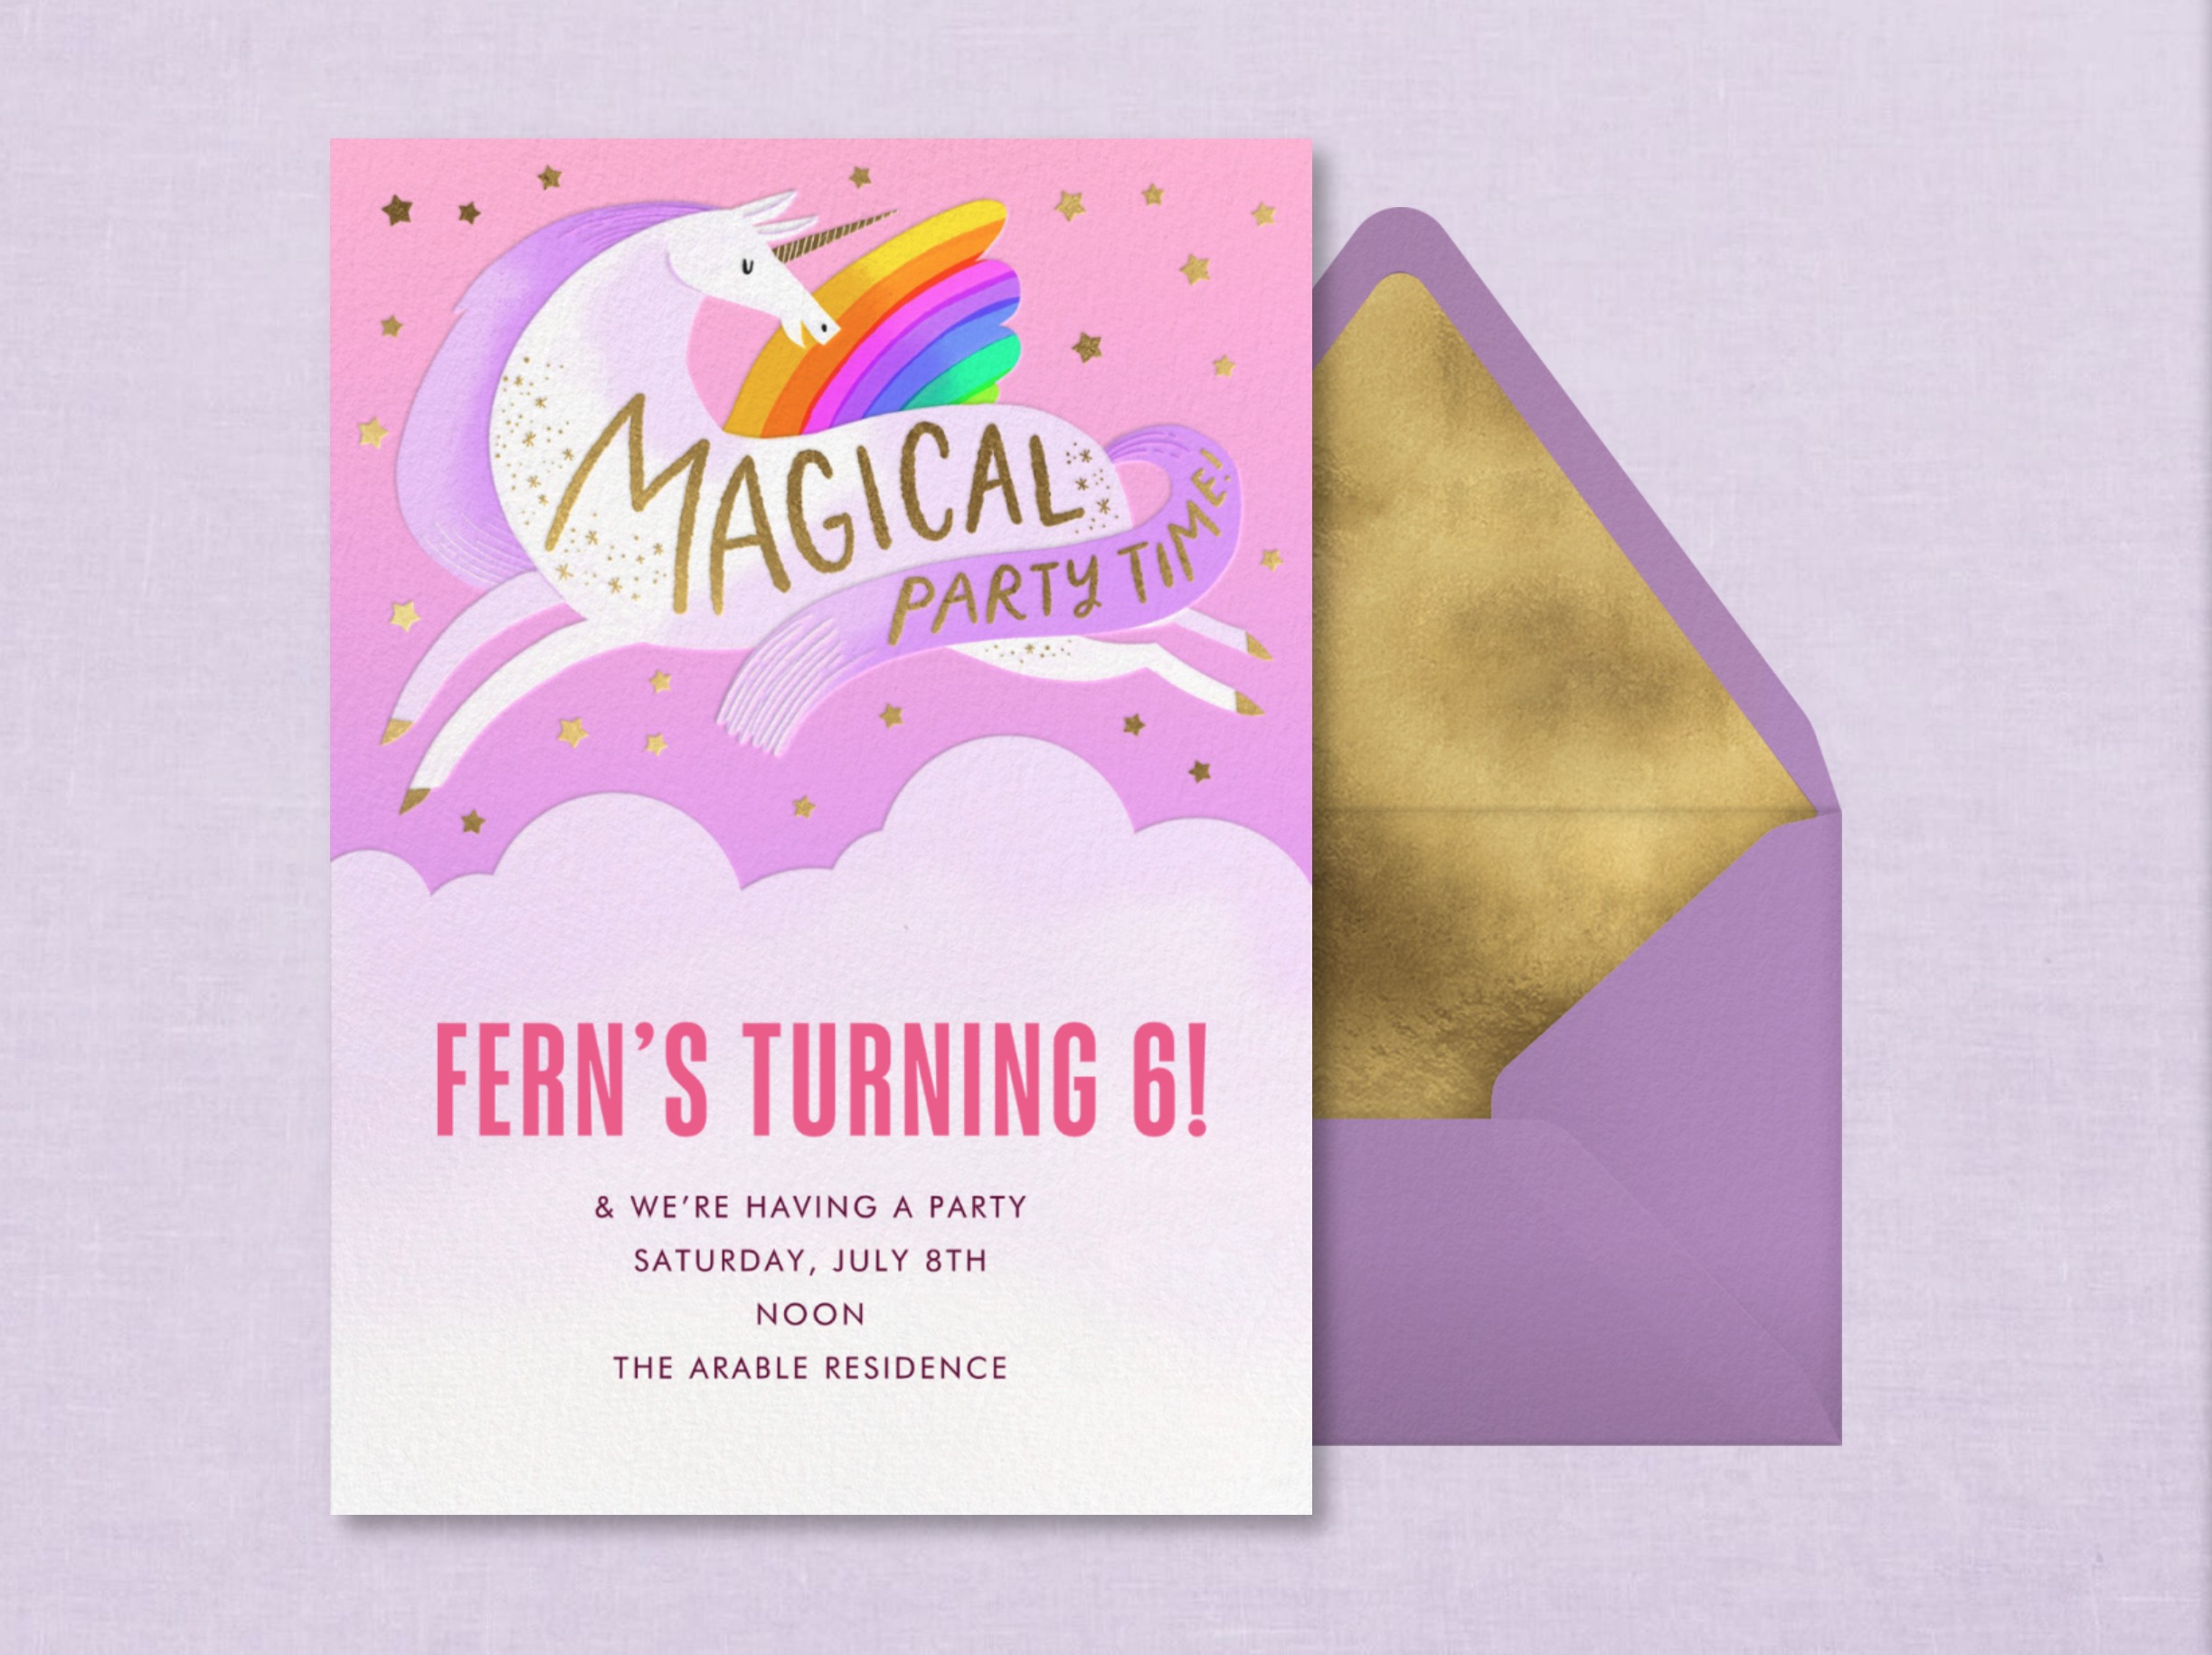 MAGICAL
PARTY TIME!
FERN'S TURNING 6!
& WE'RE HAVING A PARTY
SATURDAY, JULY 8TH
NOON
THE ARABLE RESIDENCE